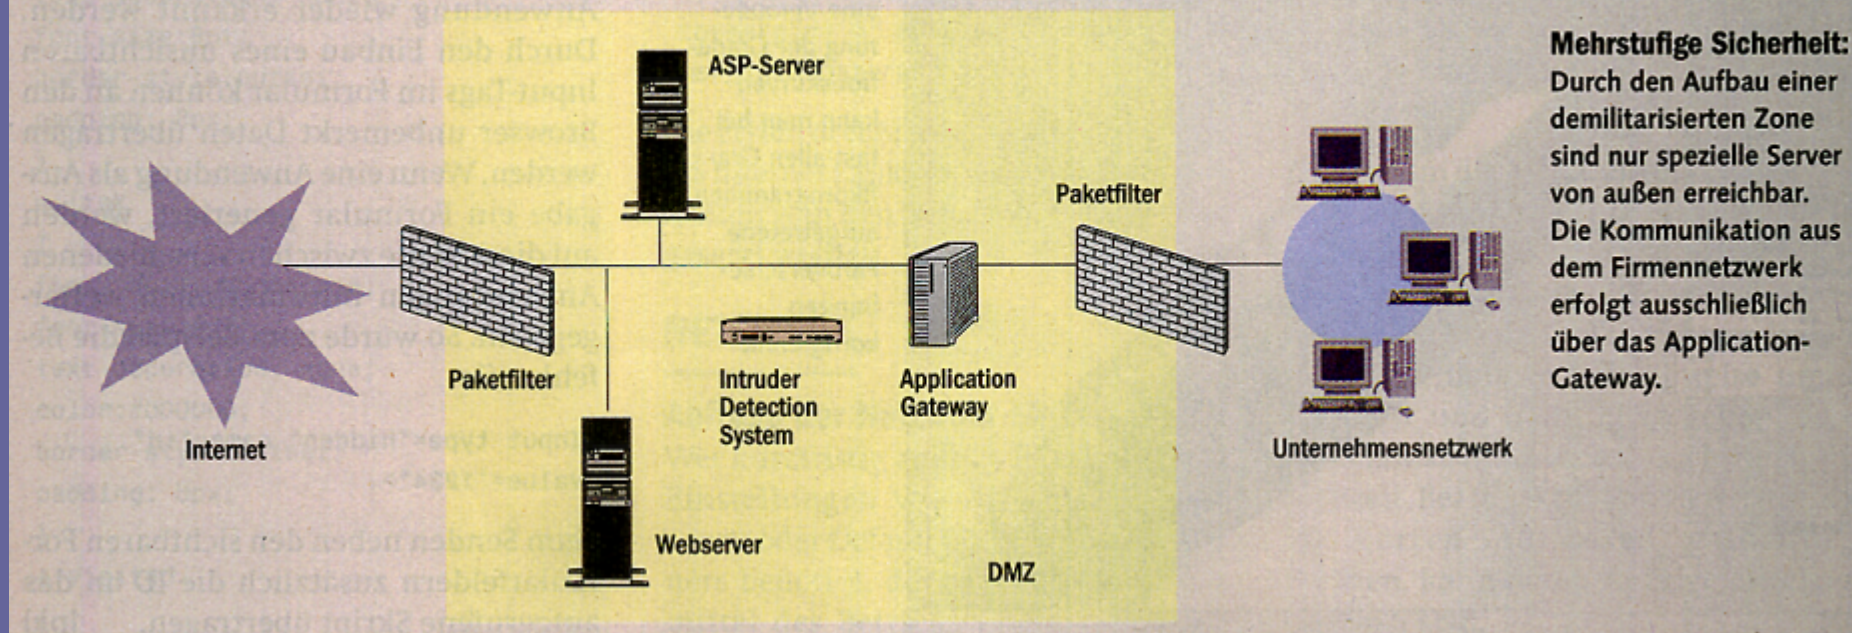 ASP-Server
Paketfilter
Paketfilter
Intruder
Detection
System
Application
Gateway
Internet
Unternehmensnetzwerk
Webserver
DMZ
Mehrstufige Sicherheit:
Durch den Aufbau einer
demilitarisierten Zone
sind nur spezielle Server
von außen erreichbar.
Die Kommunikation aus
dem Firmennetzwerk
erfolgt ausschließlich
über das Application-
Gateway.